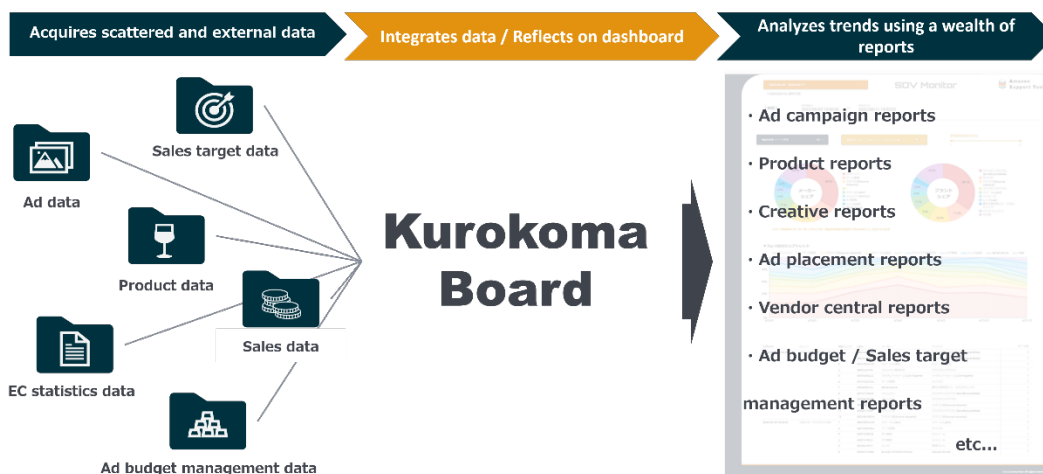 Acquires scattered and external data
Integrates data / Reflects on dashboard
Analyzes trends using a wealth of
reports
Sales target data
Ad data
Product data
Sales data
EC statistics data
Ad budget management data
Kurokoma
Board
SOV Monitor
Amazon
・Ad campaign reports
・Product reports
・Creative reports
・Ad placement reports
・Vendor central reports
・Ad budget / Sales target
management reports
etc...